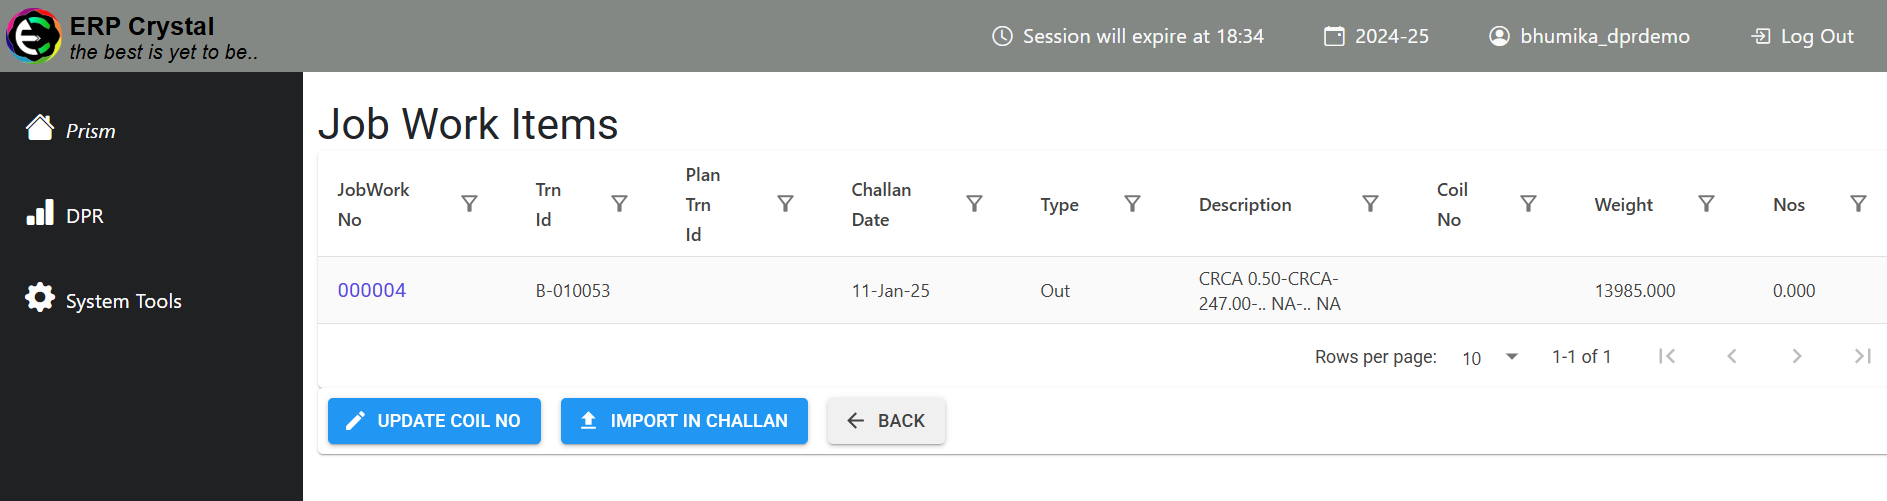 ERP Crystal
the best is yet to be..
Session will expire at 18:34
2024-25
bhumika_dprdemo
Log Out
Prism
DPR
System Tools
Job Work Items
JobWork
No
Trn
Id
Plan
Trn
Id
Challan
Date
Type
Description
Coil
No
Weight
Nos
000004
B-010053
11-Jan-25
Out
CRCA 0.50-CRCA-
247.00-.. NA-.. NA
13985.000
0.000
Rows per page:
10
1-1 of 1
UPDATE COIL NO
IMPORT IN CHALLAN
BACK